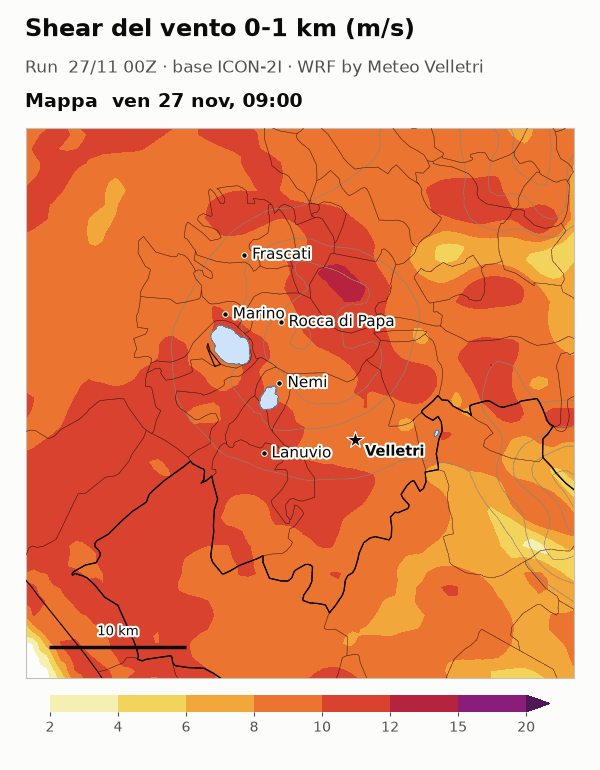 Shear del vento 0-1 km (m/s)
Run  27/11 00Z · base ICON-2I · WRF by Meteo Velletri
Mappa  ven 27 nov, 09:00
Frascati
Marino
Rocca di Papa
Nemi
Velletri
Lanuvio
10 km
2 4 6 8 10 12 15 20